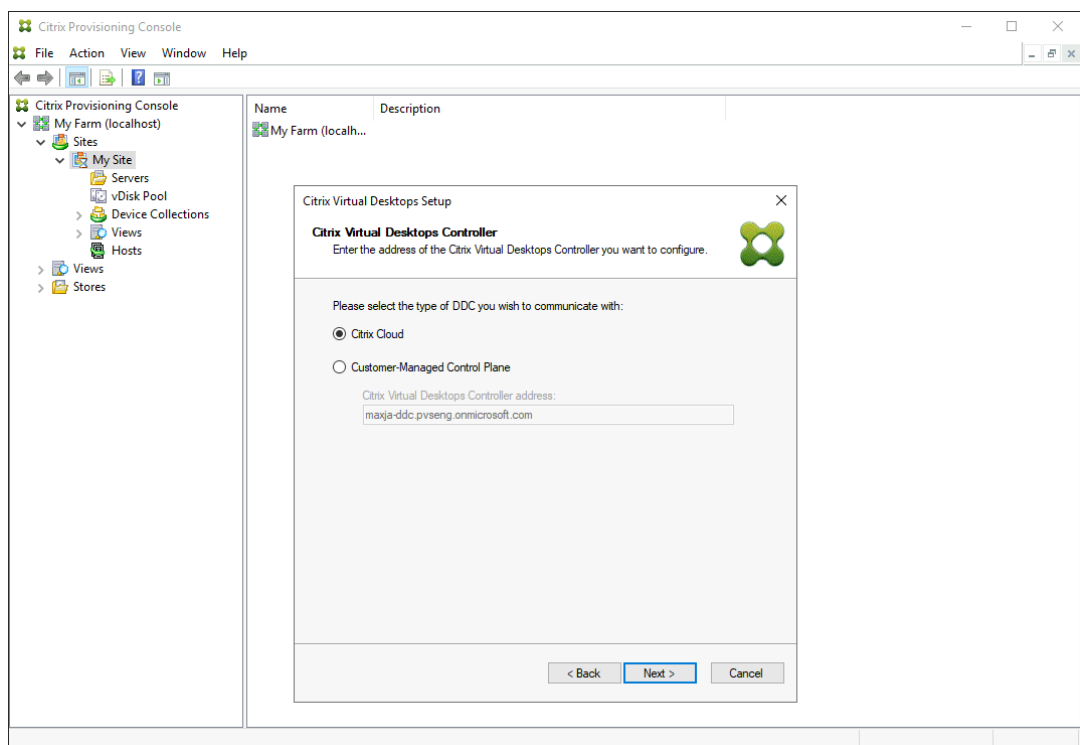 Citrix Provisioning Console
File Action View Window Help
Citrix Provisioning Console
My Farm (localhost)
Sites
My Site
Servers
vDisk Pool
Device Collections
Views
Hosts
Views
Stores
Name Description
My Farm (localh...
Citrix Virtual Desktops Setup
Citrix Virtual Desktops Controller
Enter the address of the Citrix Virtual Desktops Controller you want to configure.
Please select the type of DDC you wish to communicate with:
Citrix Cloud
Customer-Managed Control Plane
Citrix Virtual Desktops Controller address:
maxja-ddc.pvseng.onmicrosoft.com
< Back Next > Cancel